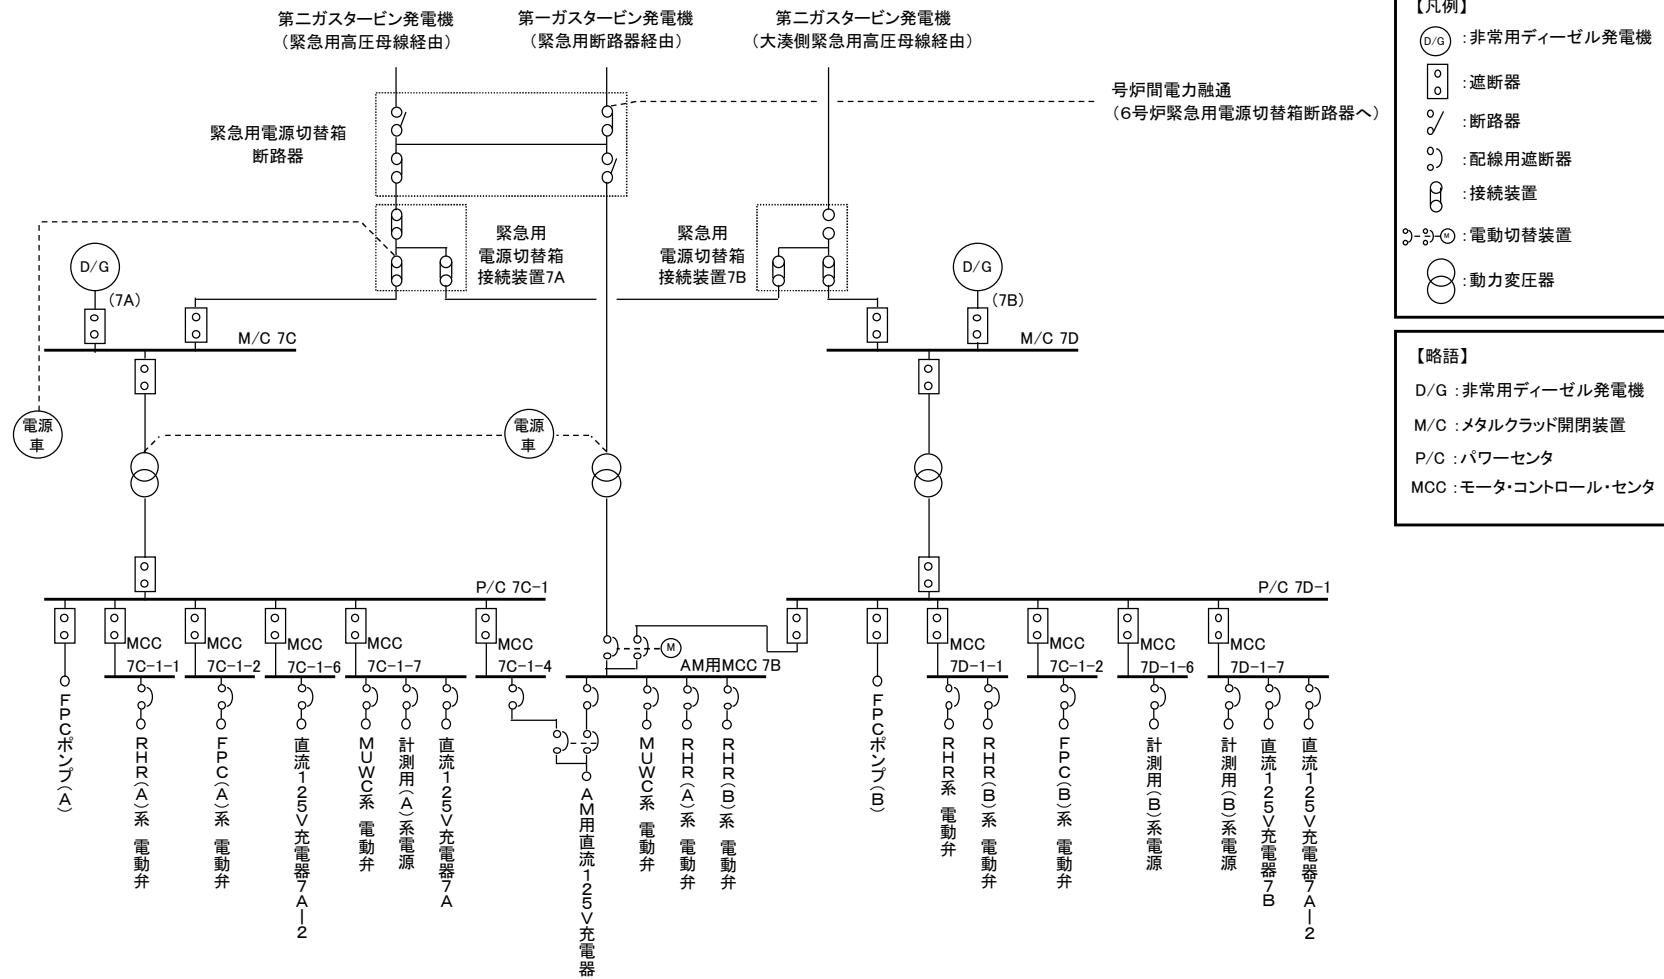 第二ガスタービン発電機
（緊急用高圧母線経由）
第一ガスタービン発電機
（緊急用断路器経由）
第二ガスタービン発電機
（大湊側緊急用高圧母線経由）
号炉間電力融通
（6号炉緊急用電源切替箱断路器へ）
緊急用電源切替箱
断路器
緊急用
電源切替箱
接続装置7A
緊急用
電源切替箱
接続装置7B
D/G
（7A）
D/G
（7B）
M/C 7C
M/C 7D
電源
車
電源
車
P/C 7C-1
P/C 7D-1
MCC
7C-1-1
MCC
7C-1-2
MCC
7C-1-6
MCC
7C-1-7
MCC
7C-1-4
M
AM用MCC 7B
MCC
7D-1-1
MCC
7C-1-2
MCC
7D-1-6
MCC
7D-1-7
FPCポンプ（A）
RHR（A）系 電動弁
FPC（A）系 電動弁
直流125V充電器7A－2
MUWC系 電動弁
計測用（A）系電源
直流125V充電器7A
AM用直流125V充電器
MUWC系 電動弁
RHR（A）系 電動弁
RHR（B）系 電動弁
FPCポンプ（B）
RHR系 電動弁
RHR（B）系 電動弁
FPC（B）系 電動弁
計測用（B）系電源
計測用（B）系電源
直流125V充電器7B
直流125V充電器7A－2
【凡例】
D/G
：非常用ディーゼル発電機
：遮断器
：断路器
：配線用遮断器
：接続装置
M
：電動切替装置
：動力変圧器
【略語】
D/G ：非常用ディーゼル発電機
M/C ：メタルクラッド開閉装置
P/C ：パワーセンタ
MCC ：モータ・コントロール・センタ